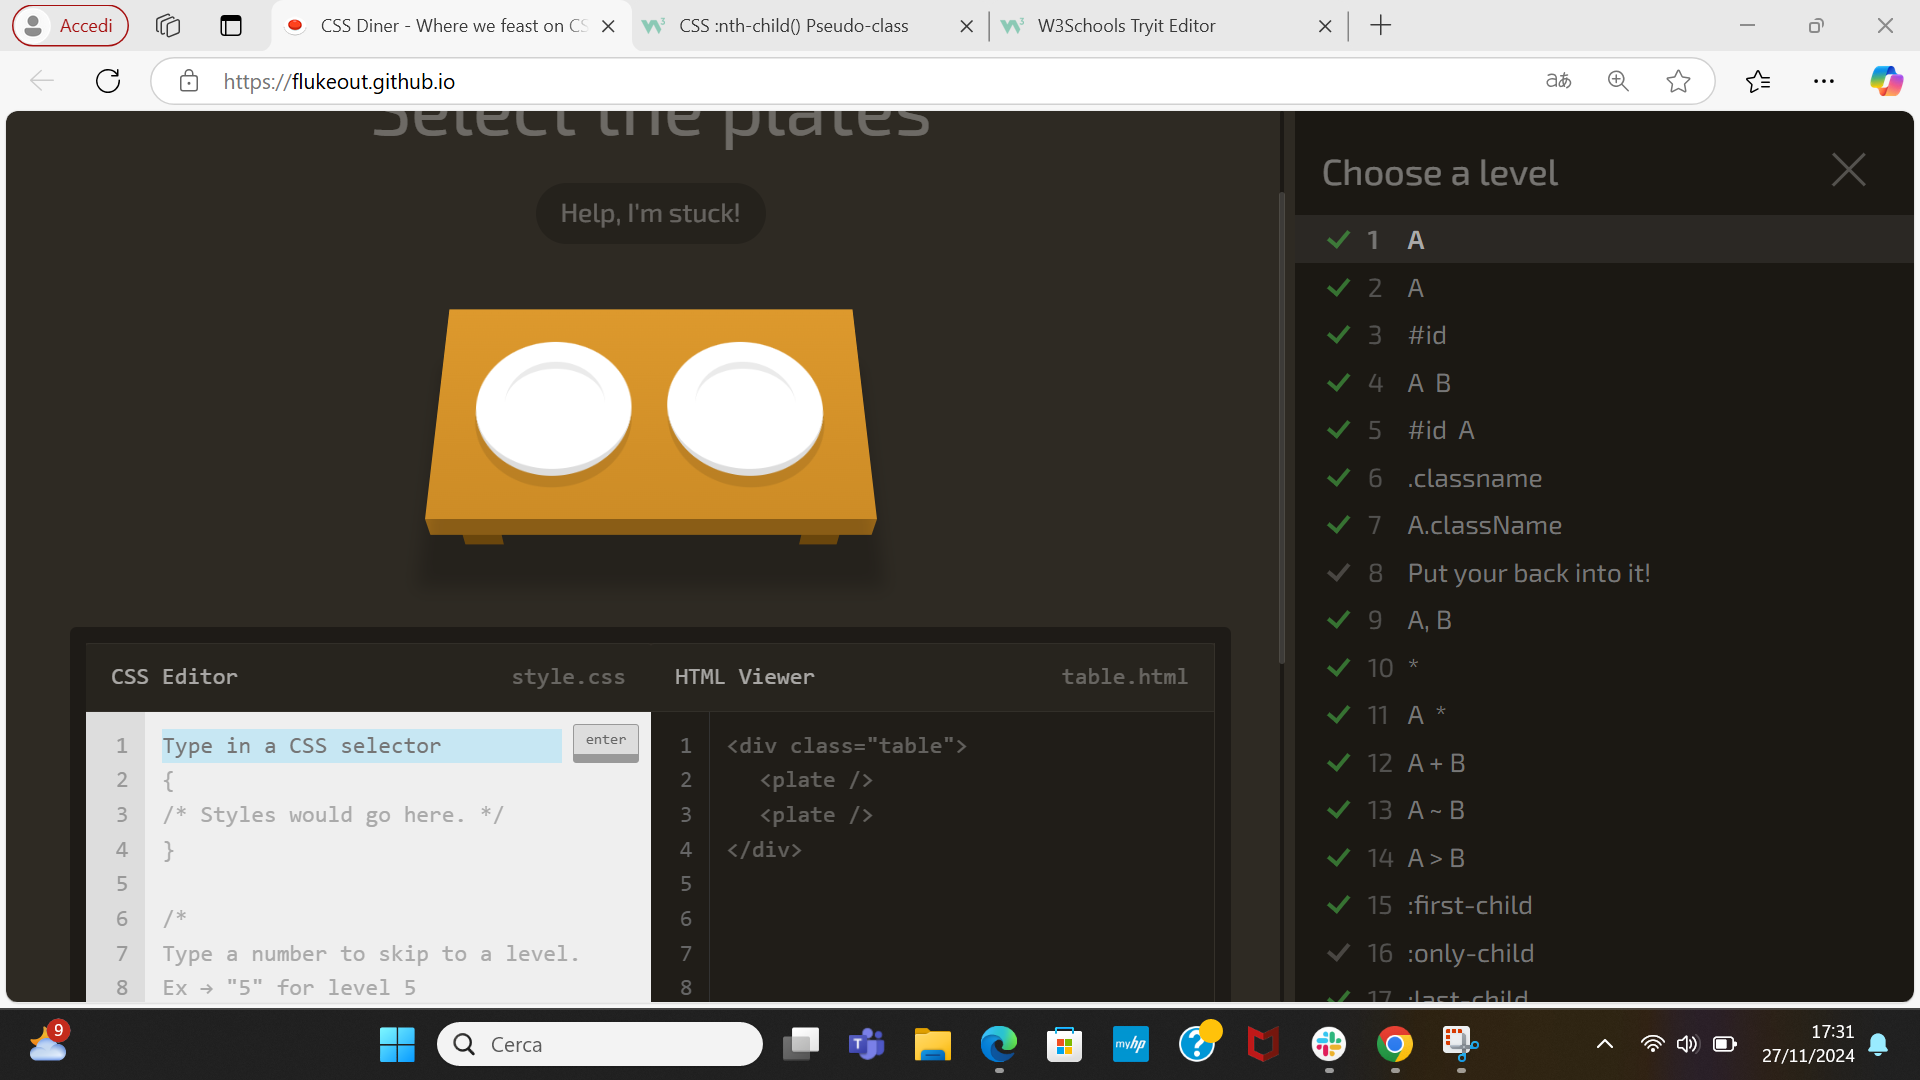 Accedi
CSS Diner - Where we feast on CS
CSS :nth-child() Pseudo-class
W3Schools Tryit Editor
https://flukeout.github.io
aあ
Select the plates
Help, I'm stuck!
CSS Editor
style.css
HTML Viewer
table.html
1 Type in a CSS selector
enter
2 {
3 /* Styles would go here. */
4 }
5
6 /*
7 Type a number to skip to a level.
8 Ex → "5" for level 5
1 <div class="table">
2 <plate />
3 <plate />
4 </div>
5
6
7
8
Choose a level
1 A
2 A
3 #id
4 A B
5 #id A
6 .classname
7 A.className
8 Put your back into it!
9 A, B
10 *
11 A *
12 A + B
13 A ~ B
14 A > B
15 :first-child
16 :only-child
17 :last-child
9
Cerca
T
myhp
?
17:31
27/11/2024